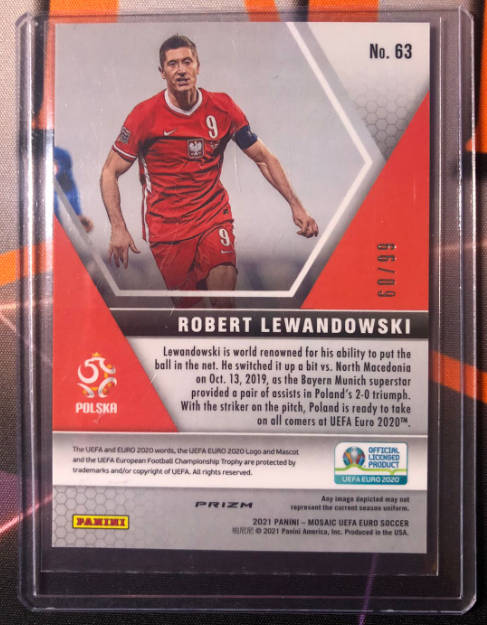 No. 63
9
9
60/99
ROBERT LEWANDOWSKI
Lewandowski is world renowned for his ability to put the
ball in the net. He switched it up a bit vs. North Macedonia
on Oct. 13, 2019, as the Bayern Munich superstar
provided a pair of assists in Poland's 2-0 triumph.
With the striker on the pitch, Poland is ready to take
on all comers at UEFA Euro 2020™.
POLSKA
The UEFA and EURO 2020 words, the UEFA EURO 2020 Logo and Mascot
and the UEFA European Football Championship Trophy are protected by
trademarks and/or copyright of UEFA. All rights reserved.
OFFICIAL
LICENSED
PRODUCT
UEFA EURO 2020
Any image depicted may not
represent the current season uniform.
PRIZM
PANINI
2021 PANINI – MOSAIC UEFA EURO SOCCER
© 2021 Panini America, Inc. Produced in the USA.